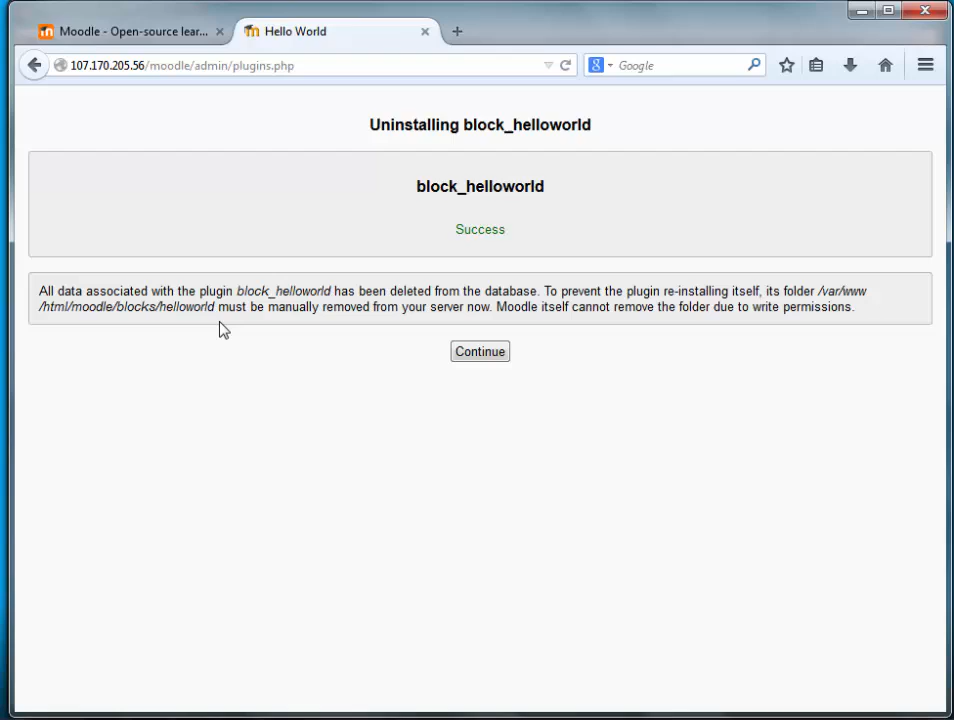 Moodle - Open-source lear...
Hello World
107.170.205.56/moodle/admin/plugins.php
Google
Uninstalling block_helloworld
block_helloworld
Success
All data associated with the plugin block_helloworld has been deleted from the database. To prevent the plugin re-installing itself, its folder /var/www
/html/moodle/blocks/helloworld must be manually removed from your server now. Moodle itself cannot remove the folder due to write permissions.
Continue